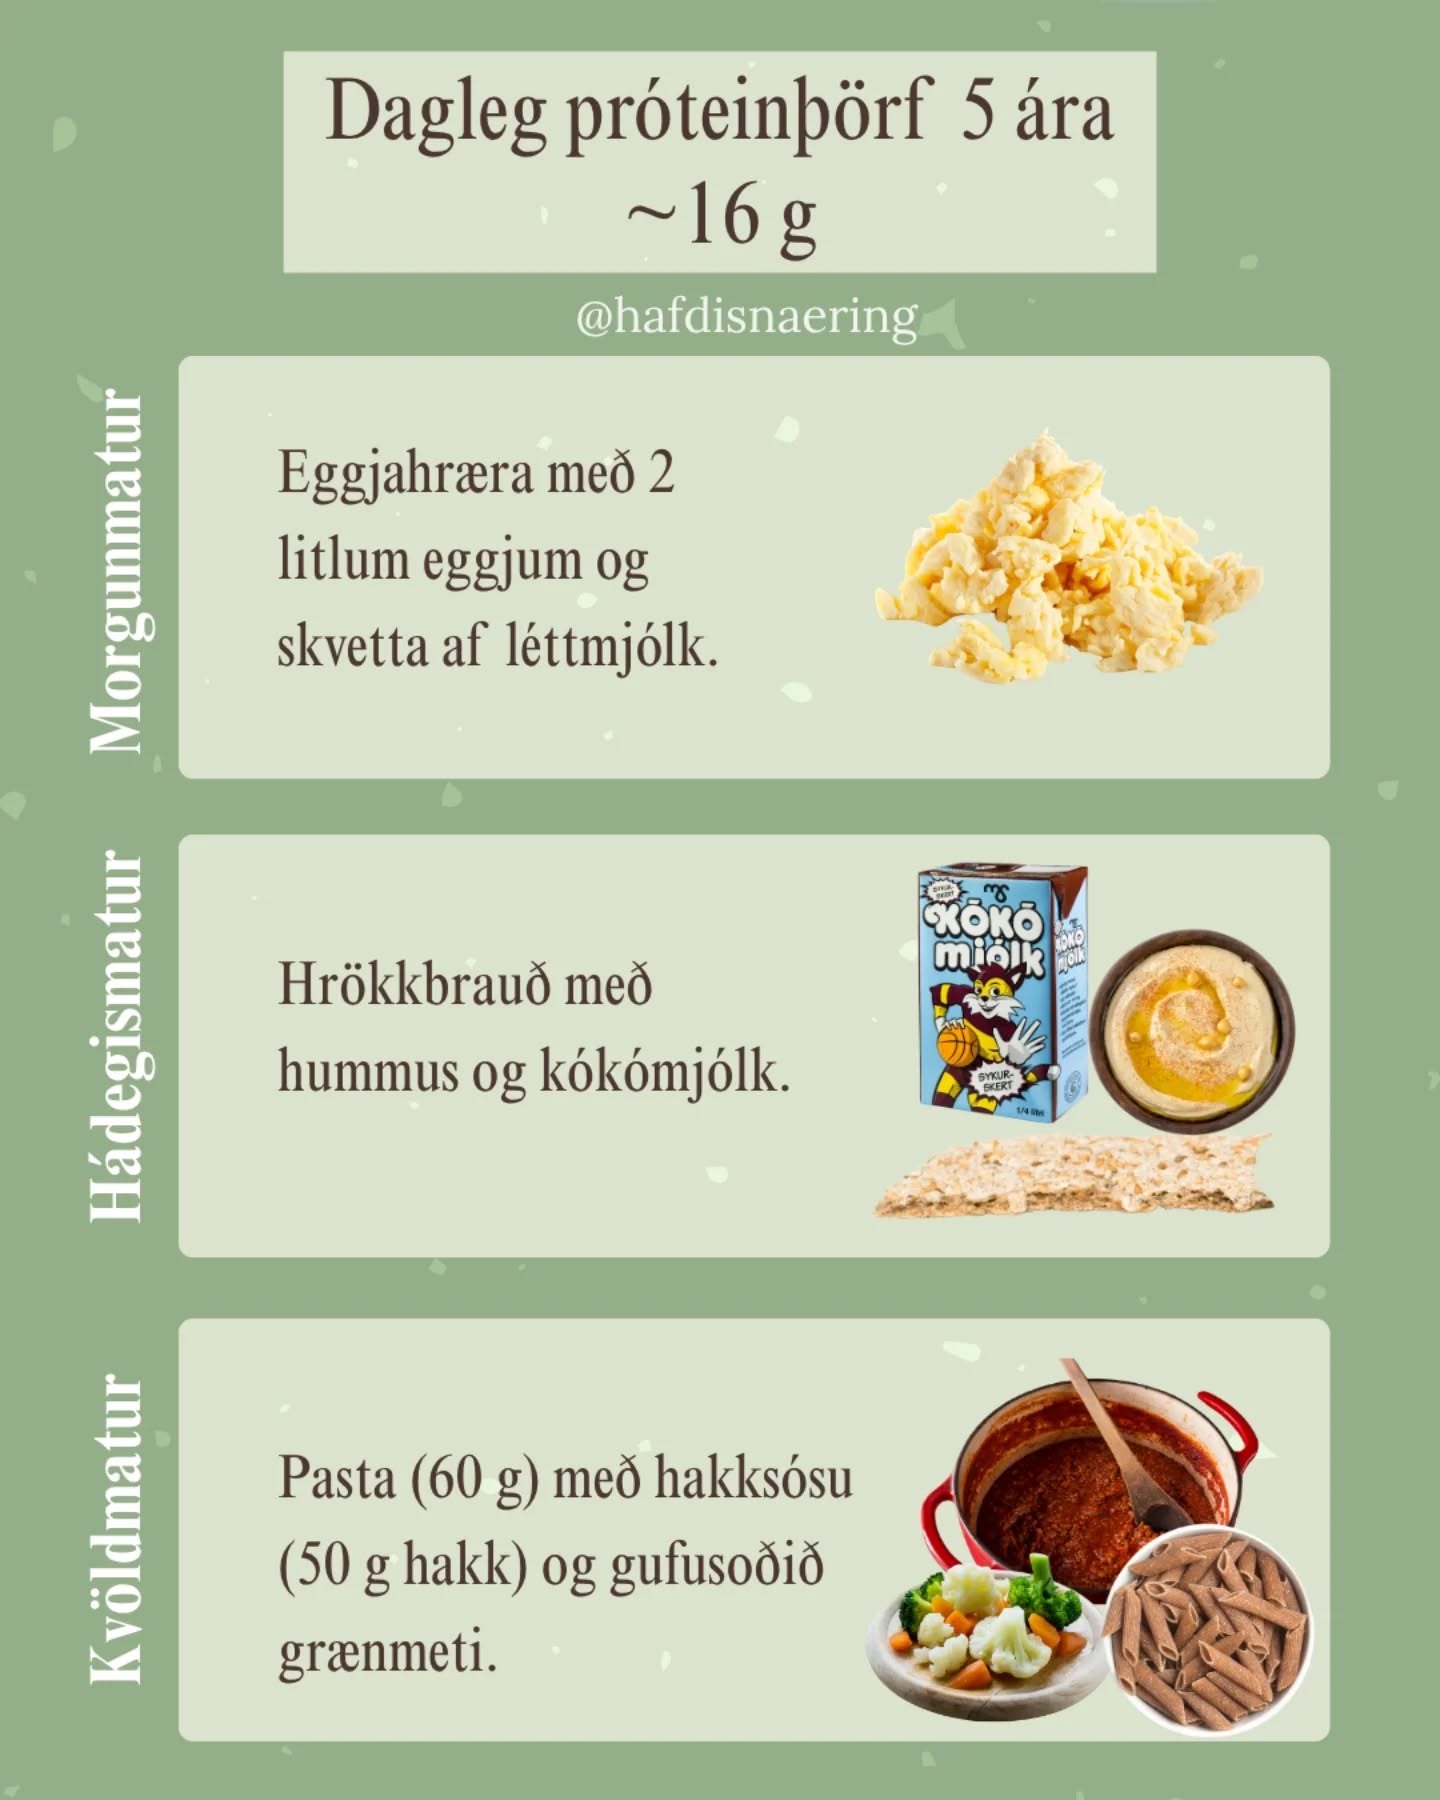 Dagleg próteinþörf 5 ára
~16 g
@hafdisnaering
Morgunmatur
Eggjahræra með 2
litlum eggjum og
skvetta af léttmjólk.
Hádegismatur
Hrökkbrauð með
hummus og kókómjólk.
SYKUR-
SKERT
ms
KÓKÓ
mjólk
SYKUR-
SKERT
1/4 lítri
KÓKÓ
mjólk
Kvöldmatur
Pasta (60 g) með hakksósu
(50 g hakk) og gufusoðið
grænmeti.